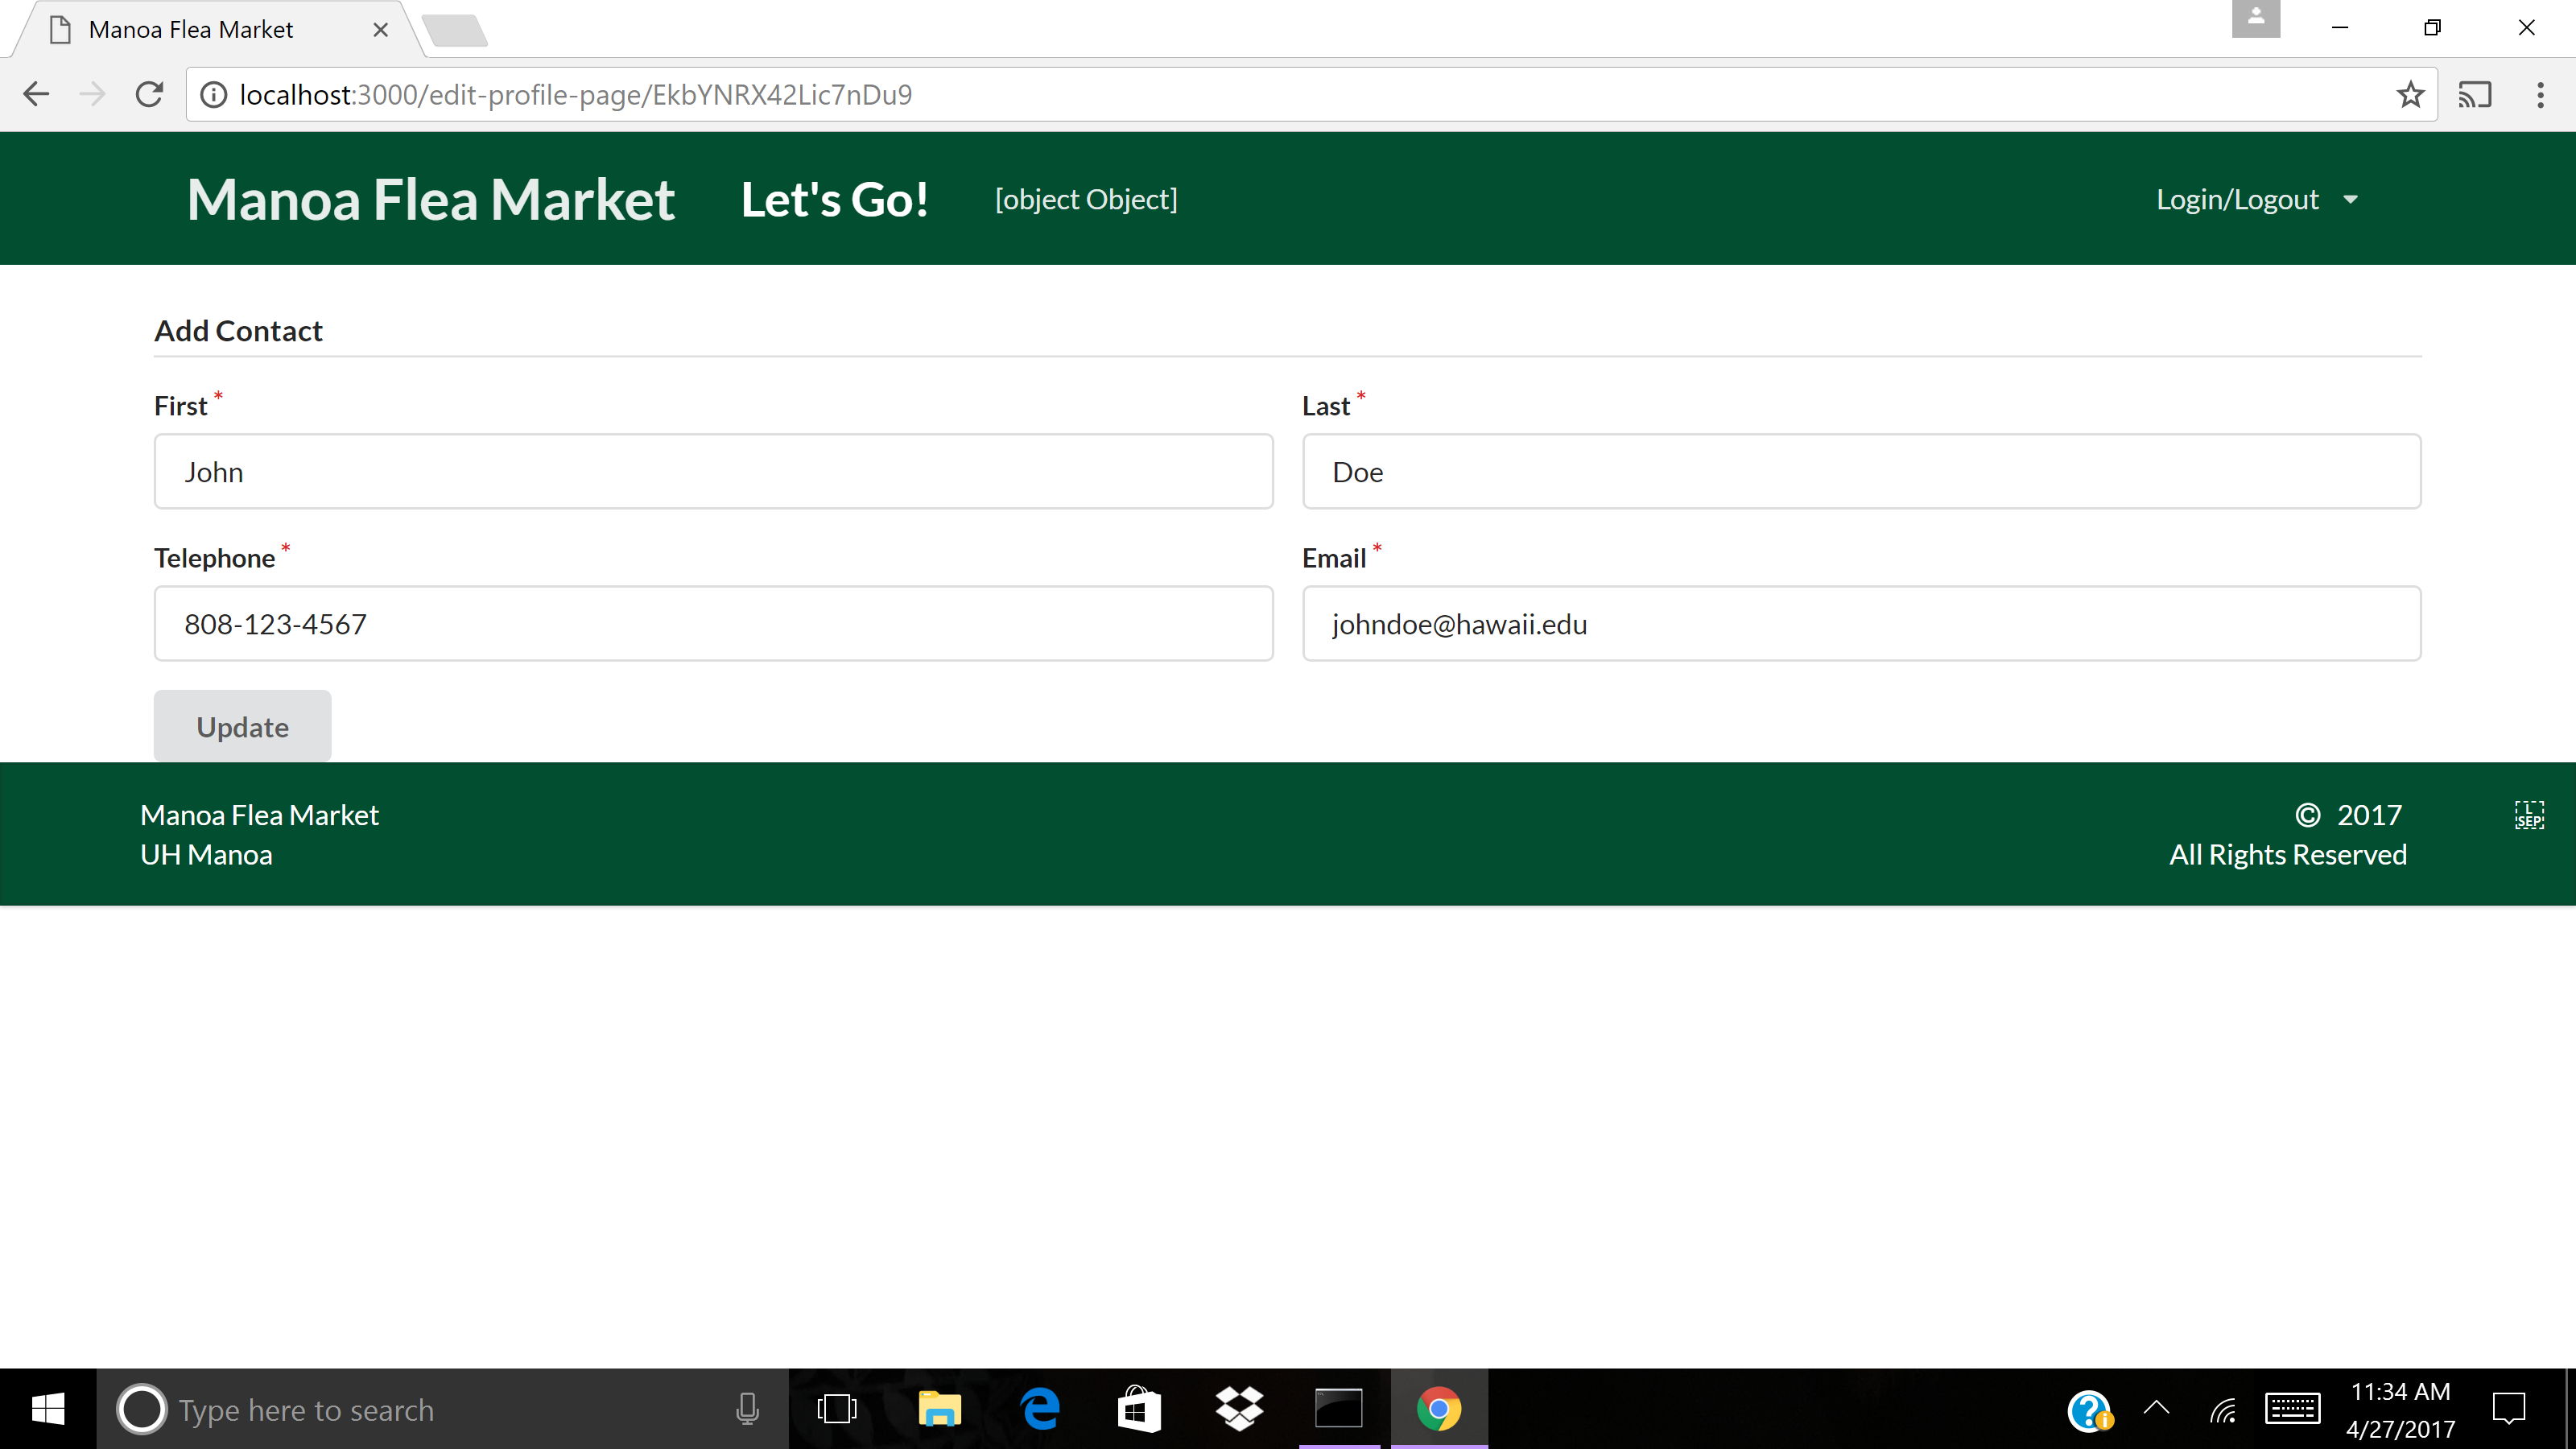 Manoa Flea Market
localhost:3000/edit-profile-page/EkbYNRX42Lic7nDu9
Manoa Flea Market Let's Go! [object Object] Login/Logout
Add Contact
First * Last *
John Doe
Telephone * Email *
808-123-4567 johndoe@hawaii.edu
Update
Manoa Flea Market © 2017 L SEP
UH Manoa All Rights Reserved
Type here to search
11:34 AM
4/27/2017